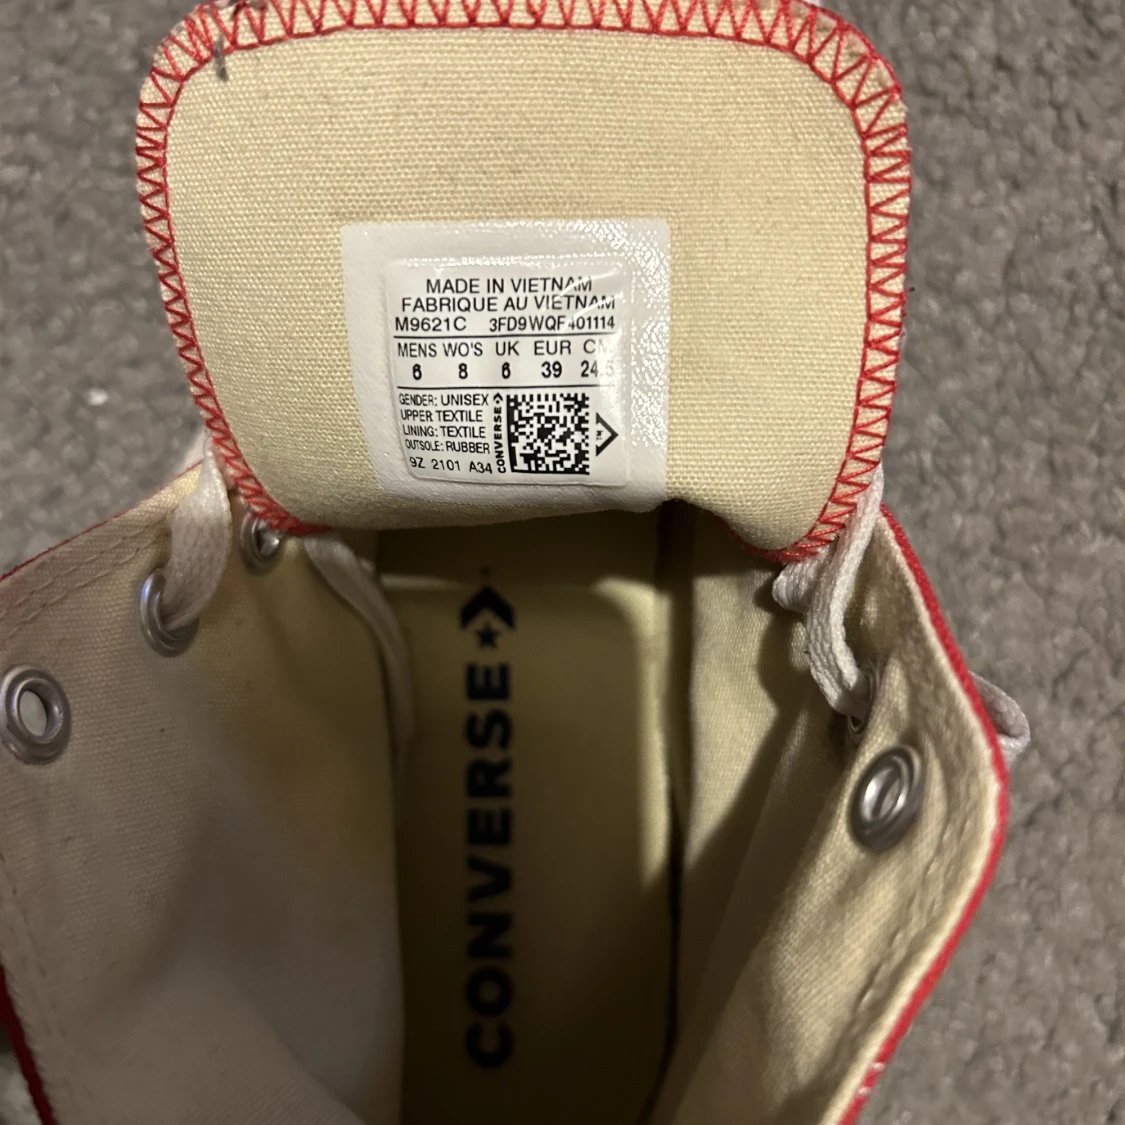 MADE IN VIETNAM
FABRIQUE AU VIETNAM
M9621C 3FD9WQF401114
MENS WO'S UK EUR CM
6 8 6 39 24.5
GENDER: UNISEX
UPPER TEXTILE
LINING: TEXTILE
OUTSOLE: RUBBER
9Z 2101 A34
CONVERSE
TM
CONVERSE